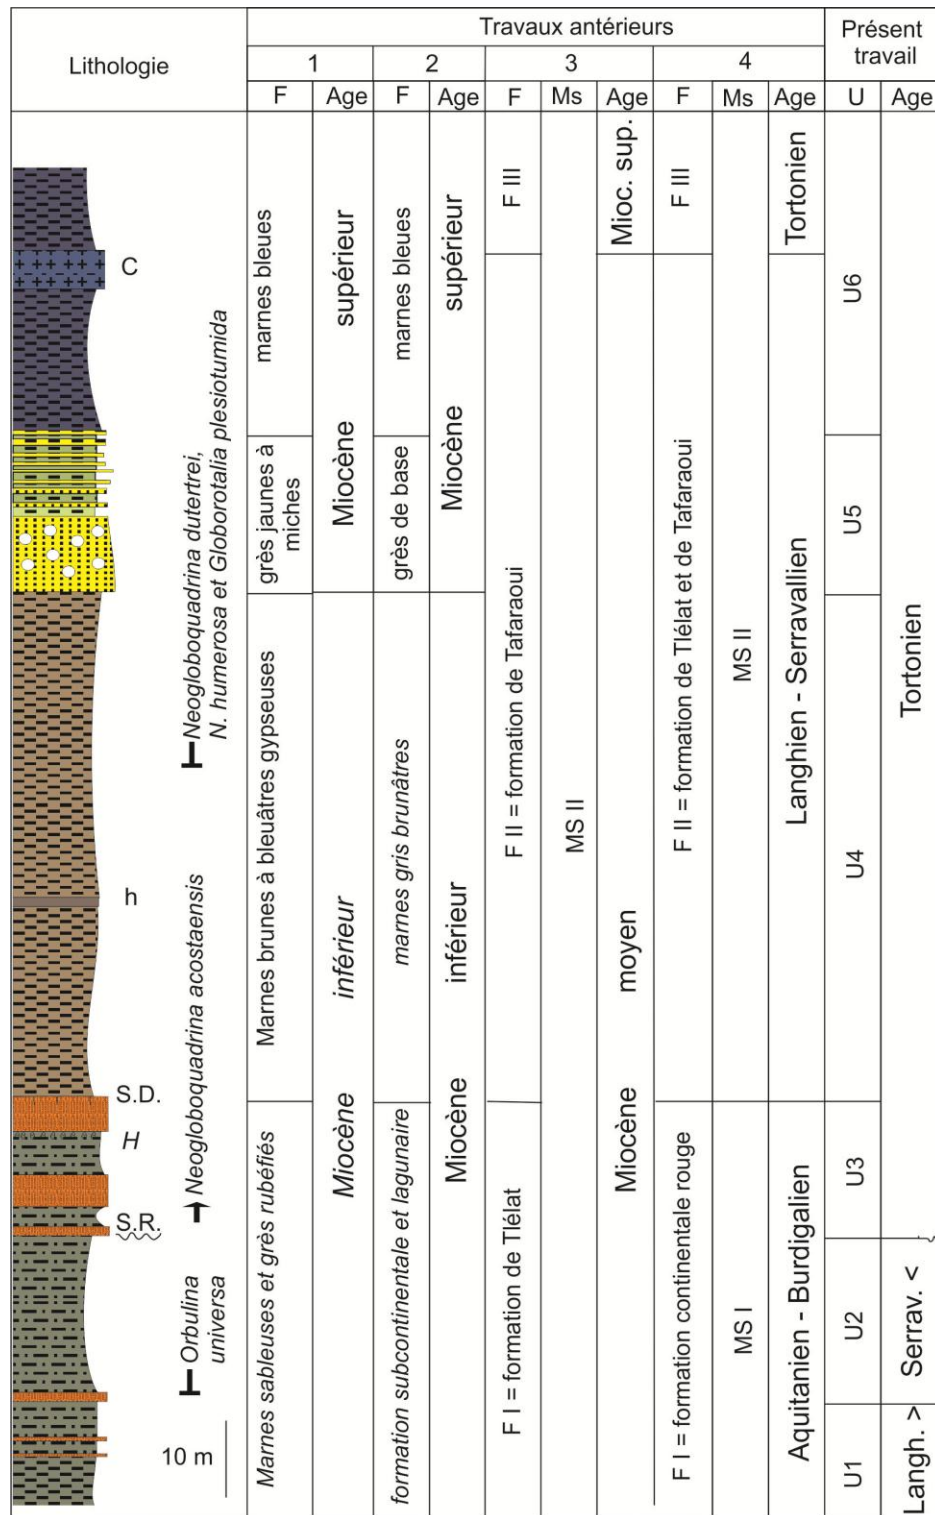 Lithologie
Travaux antérieurs
Présent
travail
1
2
3
4
F
Age
F
Age
F
Ms
Age
F
Ms
Age
U
Age
C
h
S.D.
H
S.R.
10 m
Neogloboquadrina dutertrei,
N. humerosa et Globorotalia plesiotumida
Neogloboquadrina acostaensis
Orbulina
universa
marnes bleues
grès jaunes à
miches
Marnes brunes à bleuâtres gypseuses
Marnes sableuses et grès rubéfiés
Miocène supérieur
Miocène inférieur
marnes bleues
grès de base
marnes gris brunâtres
formation subcontinentale et lagunaire
Miocène supérieur
Miocène inférieur
F III
F II = formation de Tafaraoui
F I = formation de Tlélat
MS II
Mioc. sup.
Miocène moyen
F III
F II = formation de Tlélat et de Tafaraoui
F I = formation continentale rouge
MS II
MS I
Tortonien
Langhien - Serravallien
Aquitanien - Burdigalien
U6
U5
U4
U3
U2
U1
Tortonien
Serrav. <
Langh. >